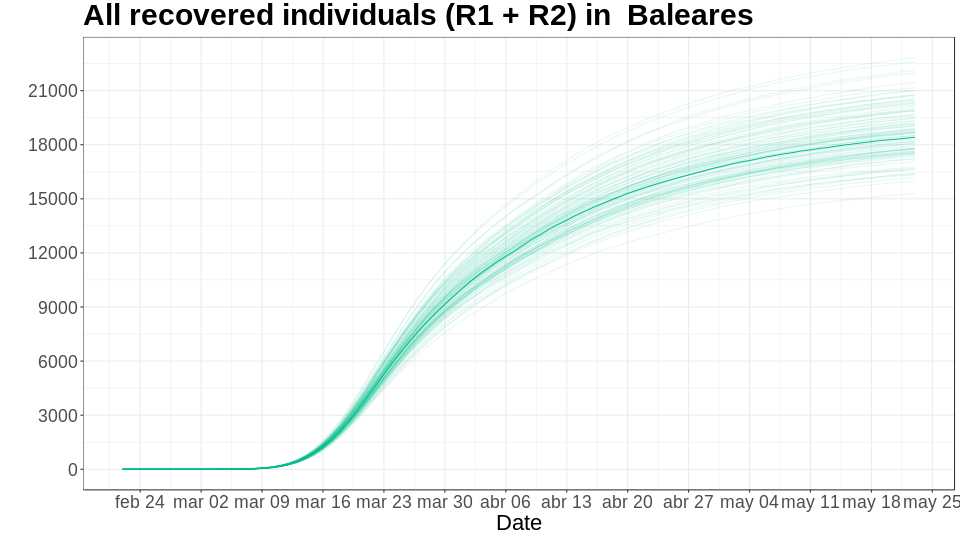 All recovered individuals (R1 + R2) in  Baleares
21000
18000
15000
12000
9000
6000
3000
0
feb 24 mar 02 mar 09 mar 16 mar 23 mar 30 abr 06 abr 13 abr 20 abr 27 may 04 may 11 may 18 may 25
Date